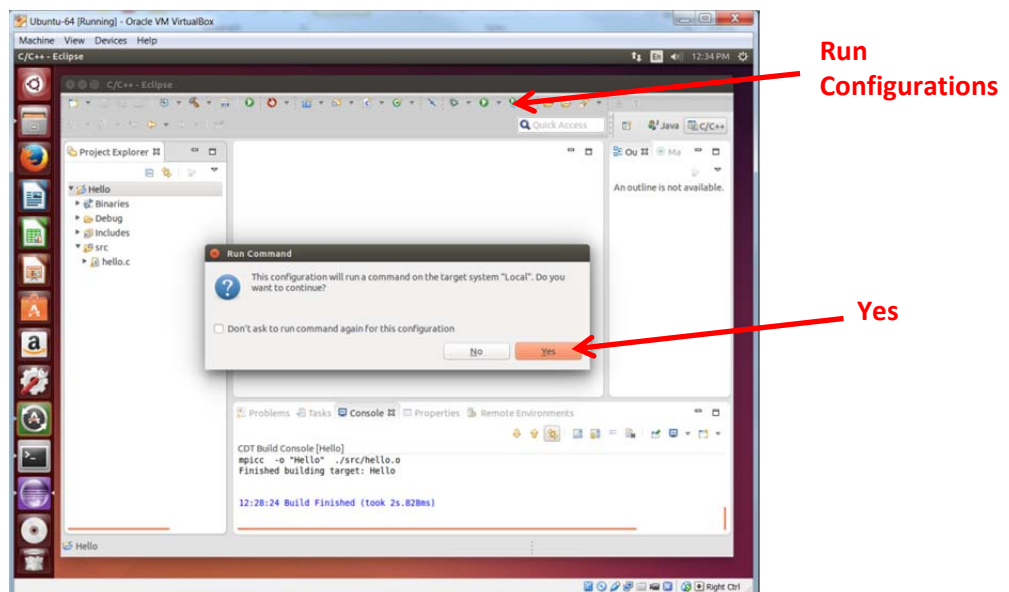 Ubuntu-64 [Running] - Oracle VM VirtualBox
Machine View Devices Help
C/C++ - Eclipse
En
12:34 PM
C/C++ - Eclipse
Quick Access
Java
C/C++
Project Explorer
Ou
Ma
Hello
Binaries
Debug
Includes
src
hello.c
An outline is not available.
Run Command
This configuration will run a command on the target system "Local". Do you
want to continue?
Don't ask to run command again for this configuration
No
Yes
Problems
Tasks
Console
Properties
Remote Environments
CDT Build Console [Hello]
mpicc -o "Hello" ./src/hello.o
Finished building target: Hello
12:28:24 Build Finished (took 2s.828ms)
Hello
Right Ctrl
Run
Configurations
Yes